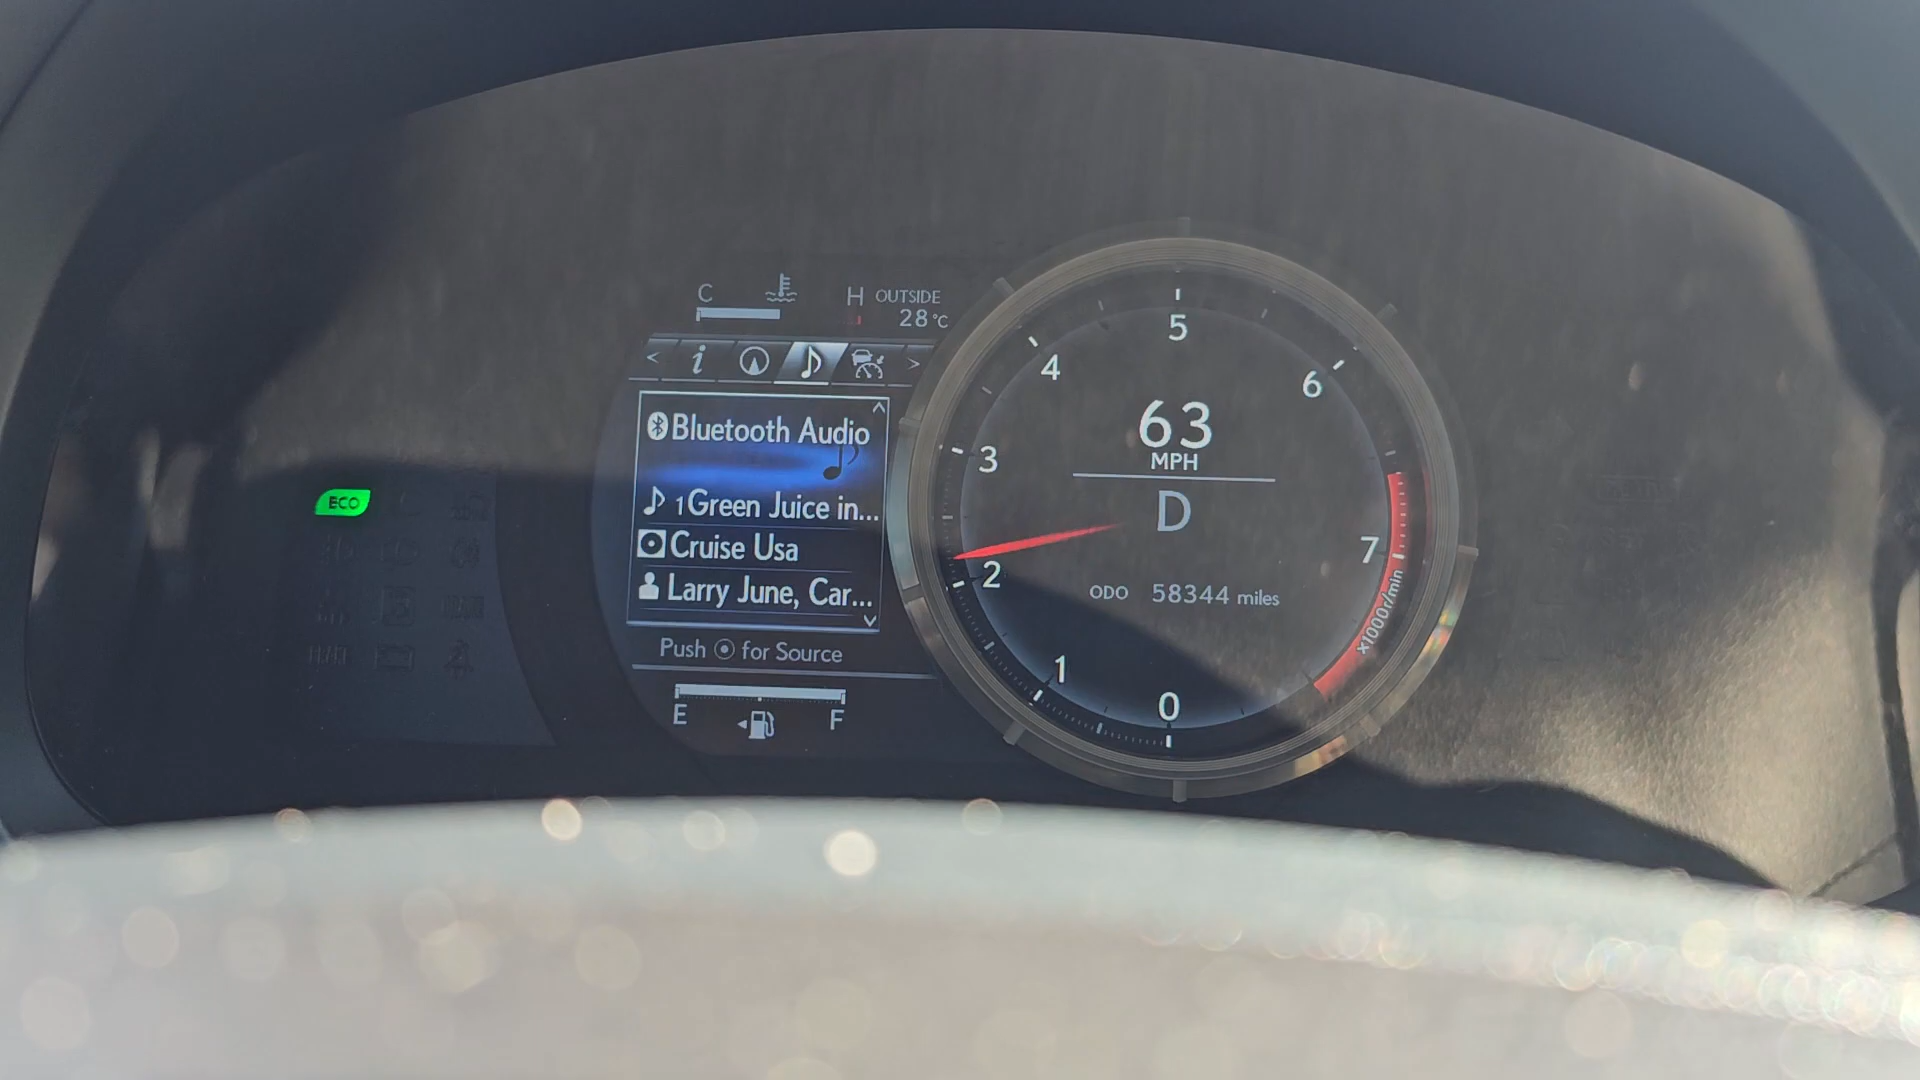 C H OUTSIDE
28°C
< i >
Bluetooth Audio
1 Green Juice in...
Cruise Usa
Larry June, Car...
Push ⦿ for Source
E F
ECO
0 1 2 3 4 5 6 7
x1000r/min
63
MPH
D
ODO 58344 miles